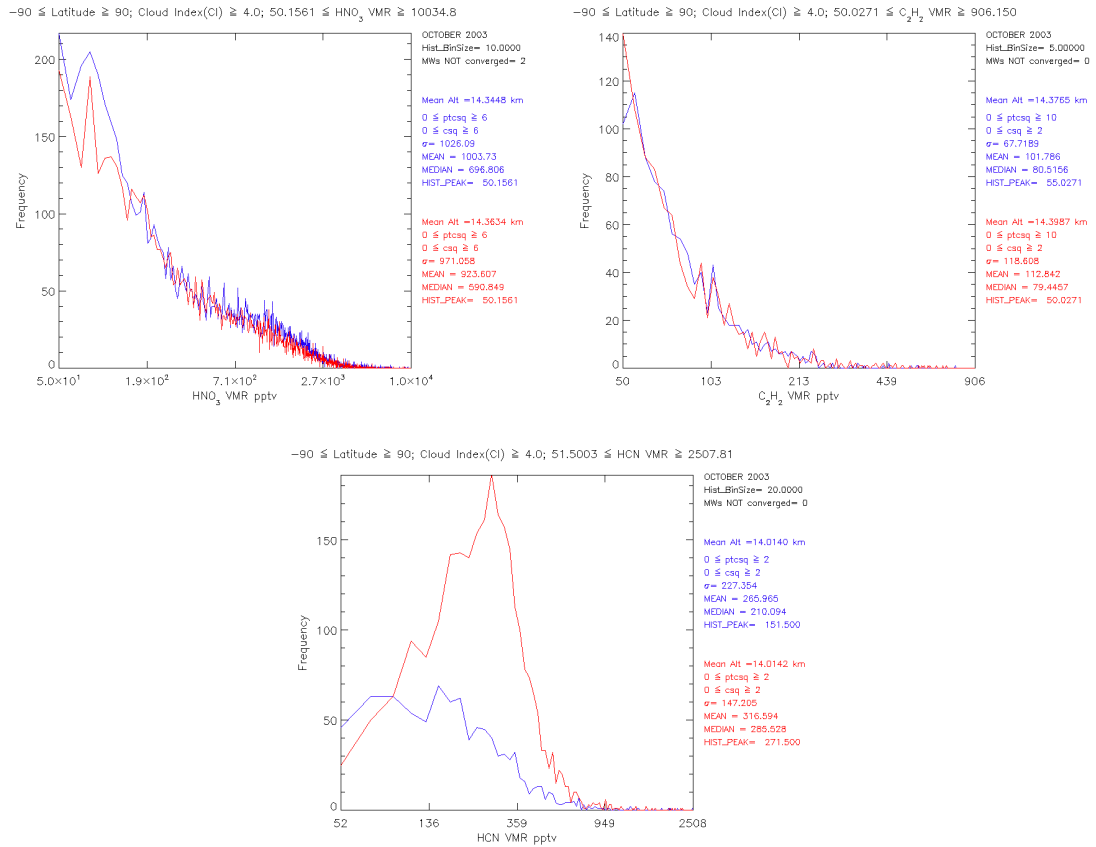 −90 ≦ Latitude ≧ 90; Cloud Index(CI) ≧ 4.0; 50.1561 ≦ HNO₃ VMR ≧ 10034.8
OCTOBER 2003
Hist_BinSize= 10.0000
MWs NOT converged= 2
Mean Alt =14.3448 km
0 ≦ ptcsq ≧ 6
0 ≦ csq ≧ 6
σ= 1026.09
MEAN = 1003.73
MEDIAN = 696.806
HIST_PEAK= 50.1561
Mean Alt =14.3634 km
0 ≦ ptcsq ≧ 6
0 ≦ csq ≧ 6
σ= 971.058
MEAN = 923.607
MEDIAN = 590.849
HIST_PEAK= 50.1561
Frequency
200
150
100
50
0
5.0×10¹ 1.9×10² 7.1×10² 2.7×10³ 1.0×10⁴
HNO₃ VMR pptv
−90 ≦ Latitude ≧ 90; Cloud Index(CI) ≧ 4.0; 50.0271 ≦ C₂H₂ VMR ≧ 906.150
OCTOBER 2003
Hist_BinSize= 5.00000
MWs NOT converged= 0
Mean Alt =14.3765 km
0 ≦ ptcsq ≧ 10
0 ≦ csq ≧ 2
σ= 67.7189
MEAN = 101.786
MEDIAN = 80.5156
HIST_PEAK= 55.0271
Mean Alt =14.3987 km
0 ≦ ptcsq ≧ 10
0 ≦ csq ≧ 2
σ= 118.608
MEAN = 112.842
MEDIAN = 79.4457
HIST_PEAK= 50.0271
Frequency
140
120
100
80
60
40
20
0
50 103 213 439 906
C₂H₂ VMR pptv
−90 ≦ Latitude ≧ 90; Cloud Index(CI) ≧ 4.0; 51.5003 ≦ HCN VMR ≧ 2507.81
OCTOBER 2003
Hist_BinSize= 20.0000
MWs NOT converged= 0
Mean Alt =14.0140 km
0 ≦ ptcsq ≧ 2
0 ≦ csq ≧ 2
σ= 227.354
MEAN = 265.965
MEDIAN = 210.094
HIST_PEAK= 151.500
Mean Alt =14.0142 km
0 ≦ ptcsq ≧ 2
0 ≦ csq ≧ 2
σ= 147.205
MEAN = 316.594
MEDIAN = 286.528
HIST_PEAK= 271.500
Frequency
150
100
50
0
52 136 359 949 2508
HCN VMR pptv